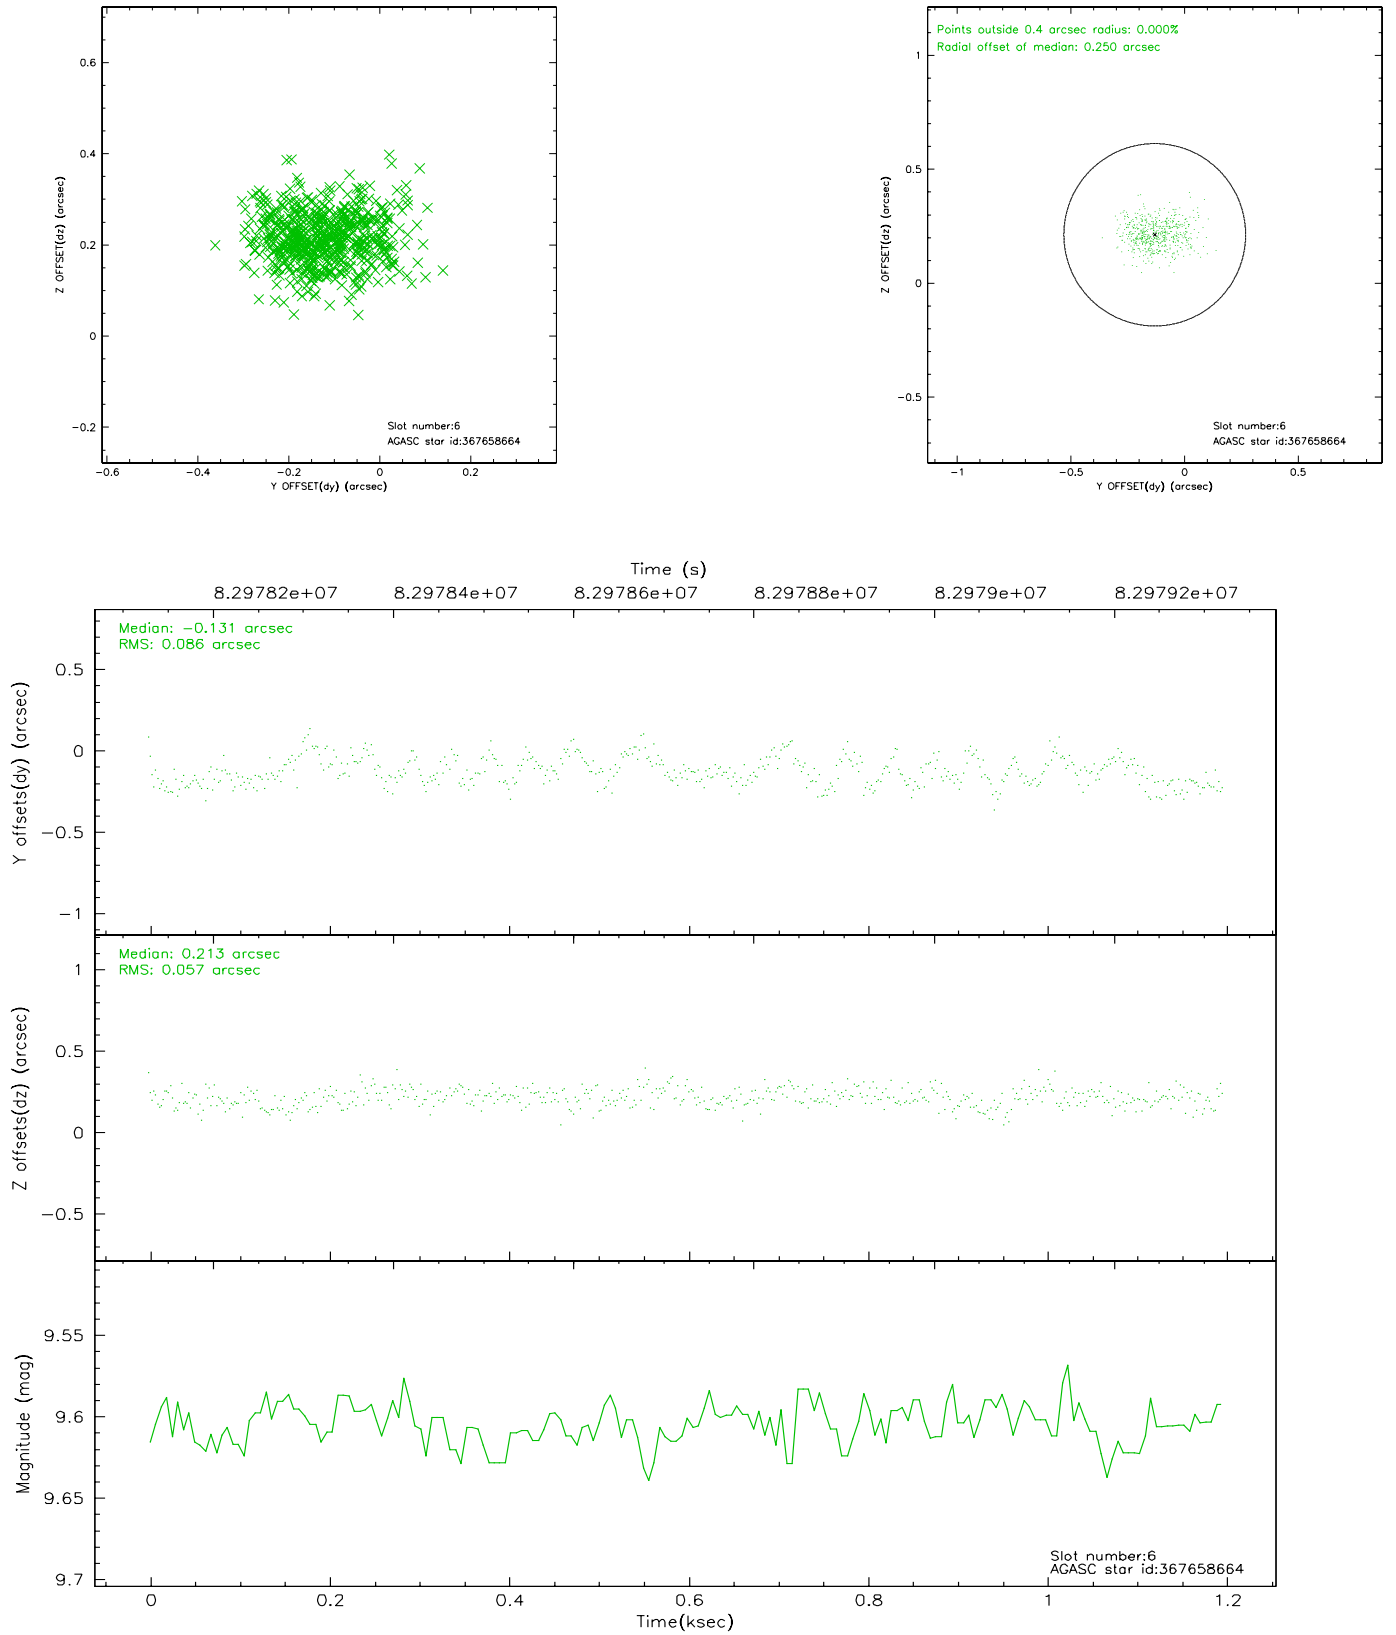 0.6
0.4
0.2
0
−0.2
Z OFFSET(dz) (arcsec)
Slot number:6
AGASC star id:367658664
−0.6
−0.4
−0.2
0
0.2
Y OFFSET(dy) (arcsec)
Points outside 0.4 arcsec radius: 0.000%
Radial offset of median: 0.250 arcsec
1
0.5
0
−0.5
Z OFFSET(dz) (arcsec)
Slot number:6
AGASC star id:367658664
−1
−0.5
0
0.5
Y OFFSET(dy) (arcsec)
Time (s)
8.29782e+07
8.29784e+07
8.29786e+07
8.29788e+07
8.2979e+07
8.29792e+07
Median: −0.131 arcsec
RMS: 0.086 arcsec
0.5
0
−0.5
−1
Y offsets(dy) (arcsec)
Median: 0.213 arcsec
RMS: 0.057 arcsec
1
0.5
0
−0.5
Z offsets(dz) (arcsec)
9.55
9.6
9.65
9.7
Magnitude (mag)
Slot number:6
AGASC star id:367658664
0
0.2
0.4
0.6
0.8
1
1.2
Time(ksec)